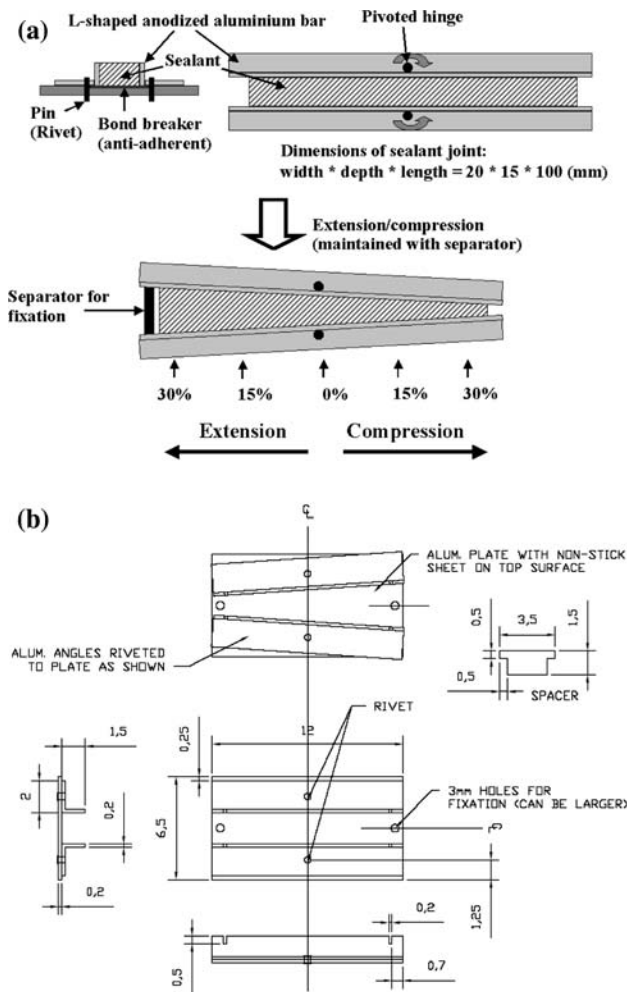 (a)
L-shaped anodized aluminium bar
Sealant
Pin
(Rivet)
Bond breaker
(anti-adherent)
Pivoted hinge
Dimensions of sealant joint:
width * depth * length = 20 * 15 * 100 (mm)
Extension/compression
(maintained with separator)
Separator for
fixation
30% 15% 0% 15% 30%
Extension Compression
(b)
ALUM. PLATE WITH NON-STICK
SHEET ON TOP SURFACE
ALUM. ANGLES RIVETED
TO PLATE AS SHOWN
0,5
3,5
1,5
0,5
SPACER
RIVET
12
0,25
1,5
2
0,2
6,5
3mm HOLES FOR
FIXATION (CAN BE LARGER)
1,25
0,2
0,2
0,5
0,7